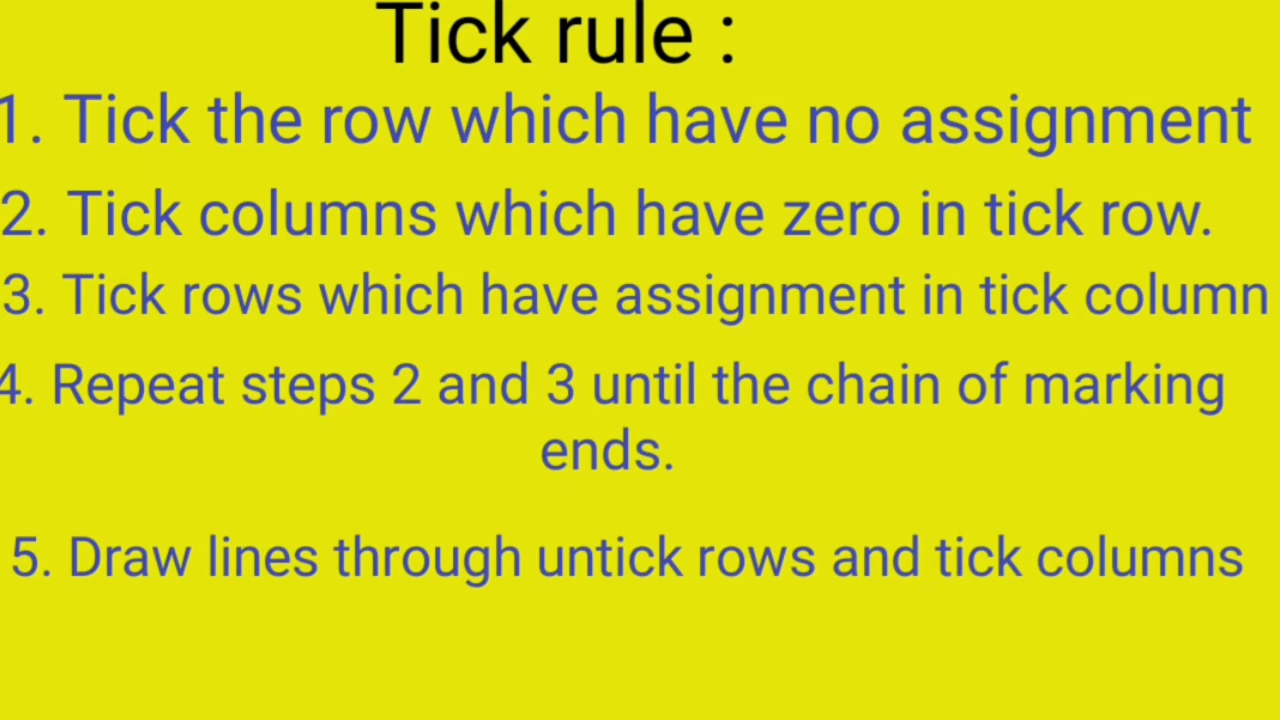 Tick rule :
1. Tick the row which have no assignment
2. Tick columns which have zero in tick row.
3. Tick rows which have assignment in tick column
4. Repeat steps 2 and 3 until the chain of marking
ends.
5. Draw lines through untick rows and tick columns